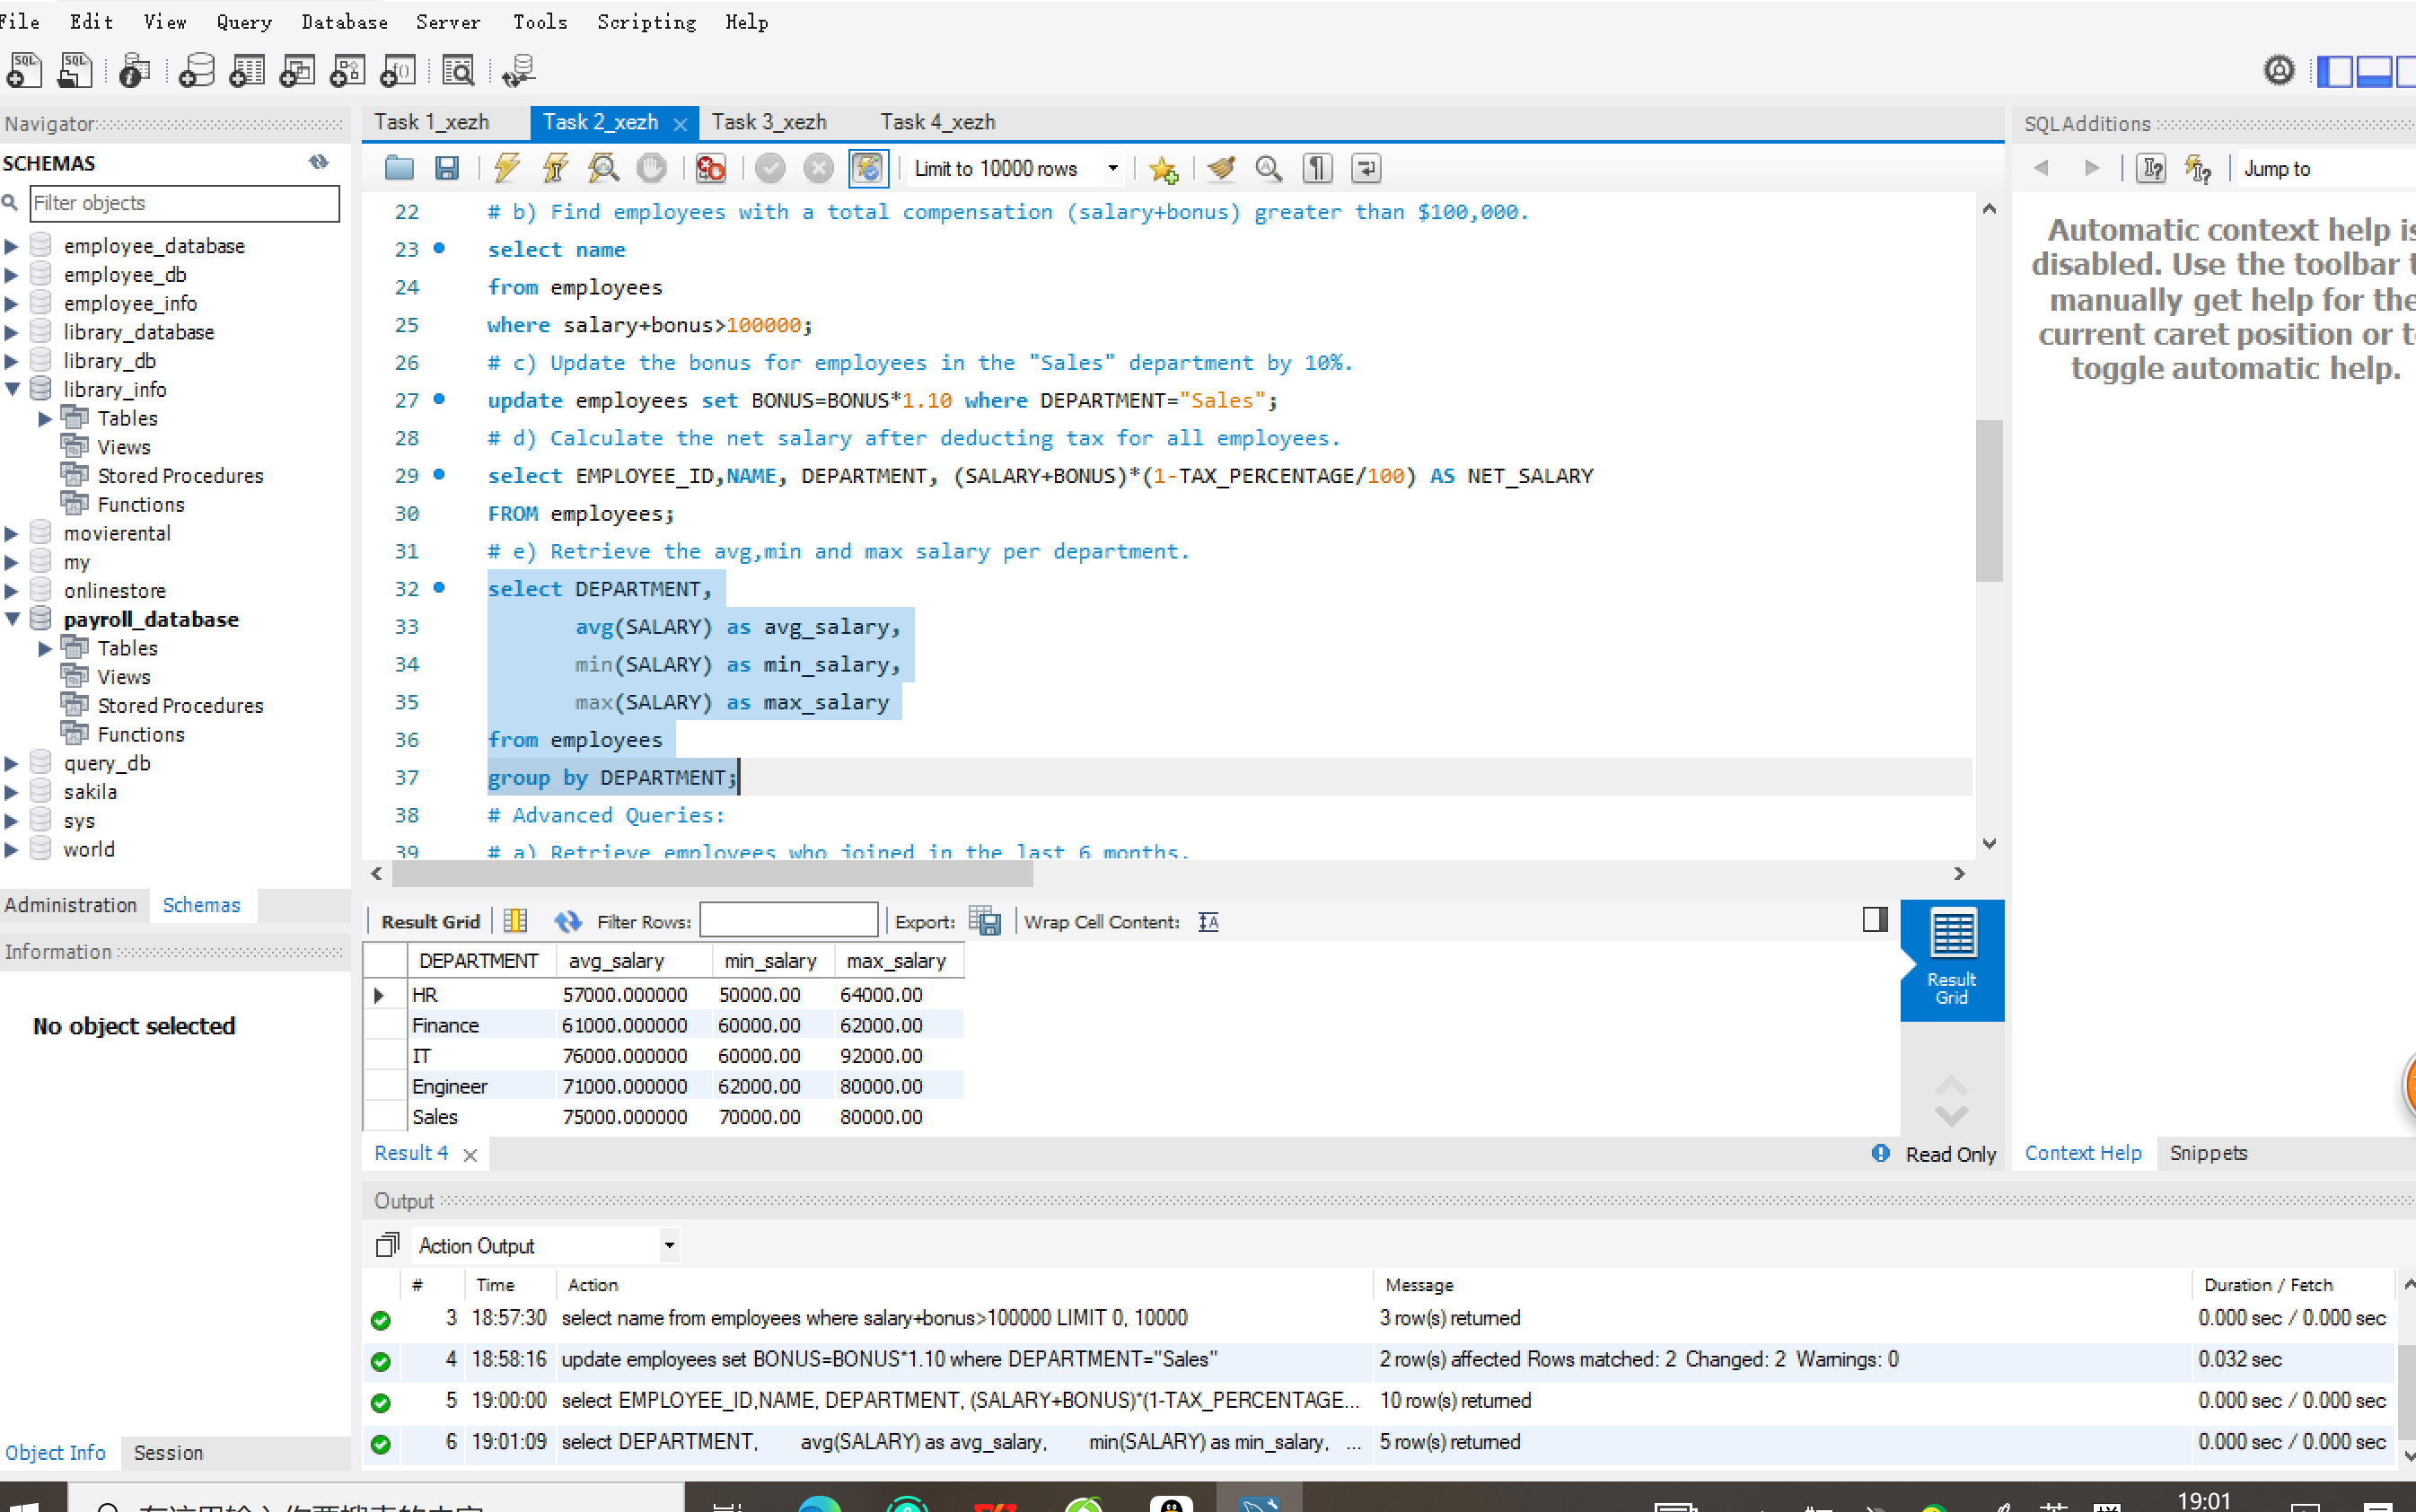 File Edit View Query Database Server Tools Scripting Help
Navigator
SCHEMAS
Filter objects
employee_database
employee_db
employee_info
library_database
library_db
library_info
Tables
Views
Stored Procedures
Functions
movierental
my
onlinestore
payroll_database
Tables
Views
Stored Procedures
Functions
query_db
sakila
sys
world
Administration Schemas
Information
No object selected
Object Info Session
Task 1_xezh Task 2_xezh Task 3_xezh Task 4_xezh
Limit to 10000 rows
22 # b) Find employees with a total compensation (salary+bonus) greater than $100,000.
23 select name
24 from employees
25 where salary+bonus>100000;
26 # c) Update the bonus for employees in the "Sales" department by 10%.
27 update employees set BONUS=BONUS*1.10 where DEPARTMENT="Sales";
28 # d) Calculate the net salary after deducting tax for all employees.
29 select EMPLOYEE_ID,NAME, DEPARTMENT, (SALARY+BONUS)*(1-TAX_PERCENTAGE/100) AS NET_SALARY
30 FROM employees;
31 # e) Retrieve the avg,min and max salary per department.
32 select DEPARTMENT,
33 avg(SALARY) as avg_salary,
34 min(SALARY) as min_salary,
35 max(SALARY) as max_salary
36 from employees
37 group by DEPARTMENT;
38 # Advanced Queries:
39 # a) Retrieve employees who joined in the last 6 months.
Result Grid Filter Rows: Export: Wrap Cell Content:
DEPARTMENT avg_salary min_salary max_salary
HR 57000.000000 50000.00 64000.00
Finance 61000.000000 60000.00 62000.00
IT 76000.000000 60000.00 92000.00
Engineer 71000.000000 62000.00 80000.00
Sales 75000.000000 70000.00 80000.00
Result Grid
Result 4 Read Only
SQLAdditions
Jump to
Automatic context help is
disabled. Use the toolbar
manually get help for the
current caret position or
toggle automatic help.
Context Help Snippets
Output
Action Output
# Time Action Message Duration / Fetch
3 18:57:30 select name from employees where salary+bonus>100000 LIMIT 0, 10000 3 row(s) returned 0.000 sec / 0.000 sec
4 18:58:16 update employees set BONUS=BONUS*1.10 where DEPARTMENT="Sales" 2 row(s) affected Rows matched: 2 Changed: 2 Warnings: 0 0.032 sec
5 19:00:00 select EMPLOYEE_ID,NAME, DEPARTMENT, (SALARY+BONUS)*(1-TAX_PERCENTAGE... 10 row(s) returned 0.000 sec / 0.000 sec
6 19:01:09 select DEPARTMENT, avg(SALARY) as avg_salary, min(SALARY) as min_salary, ... 5 row(s) returned 0.000 sec / 0.000 sec
19:01